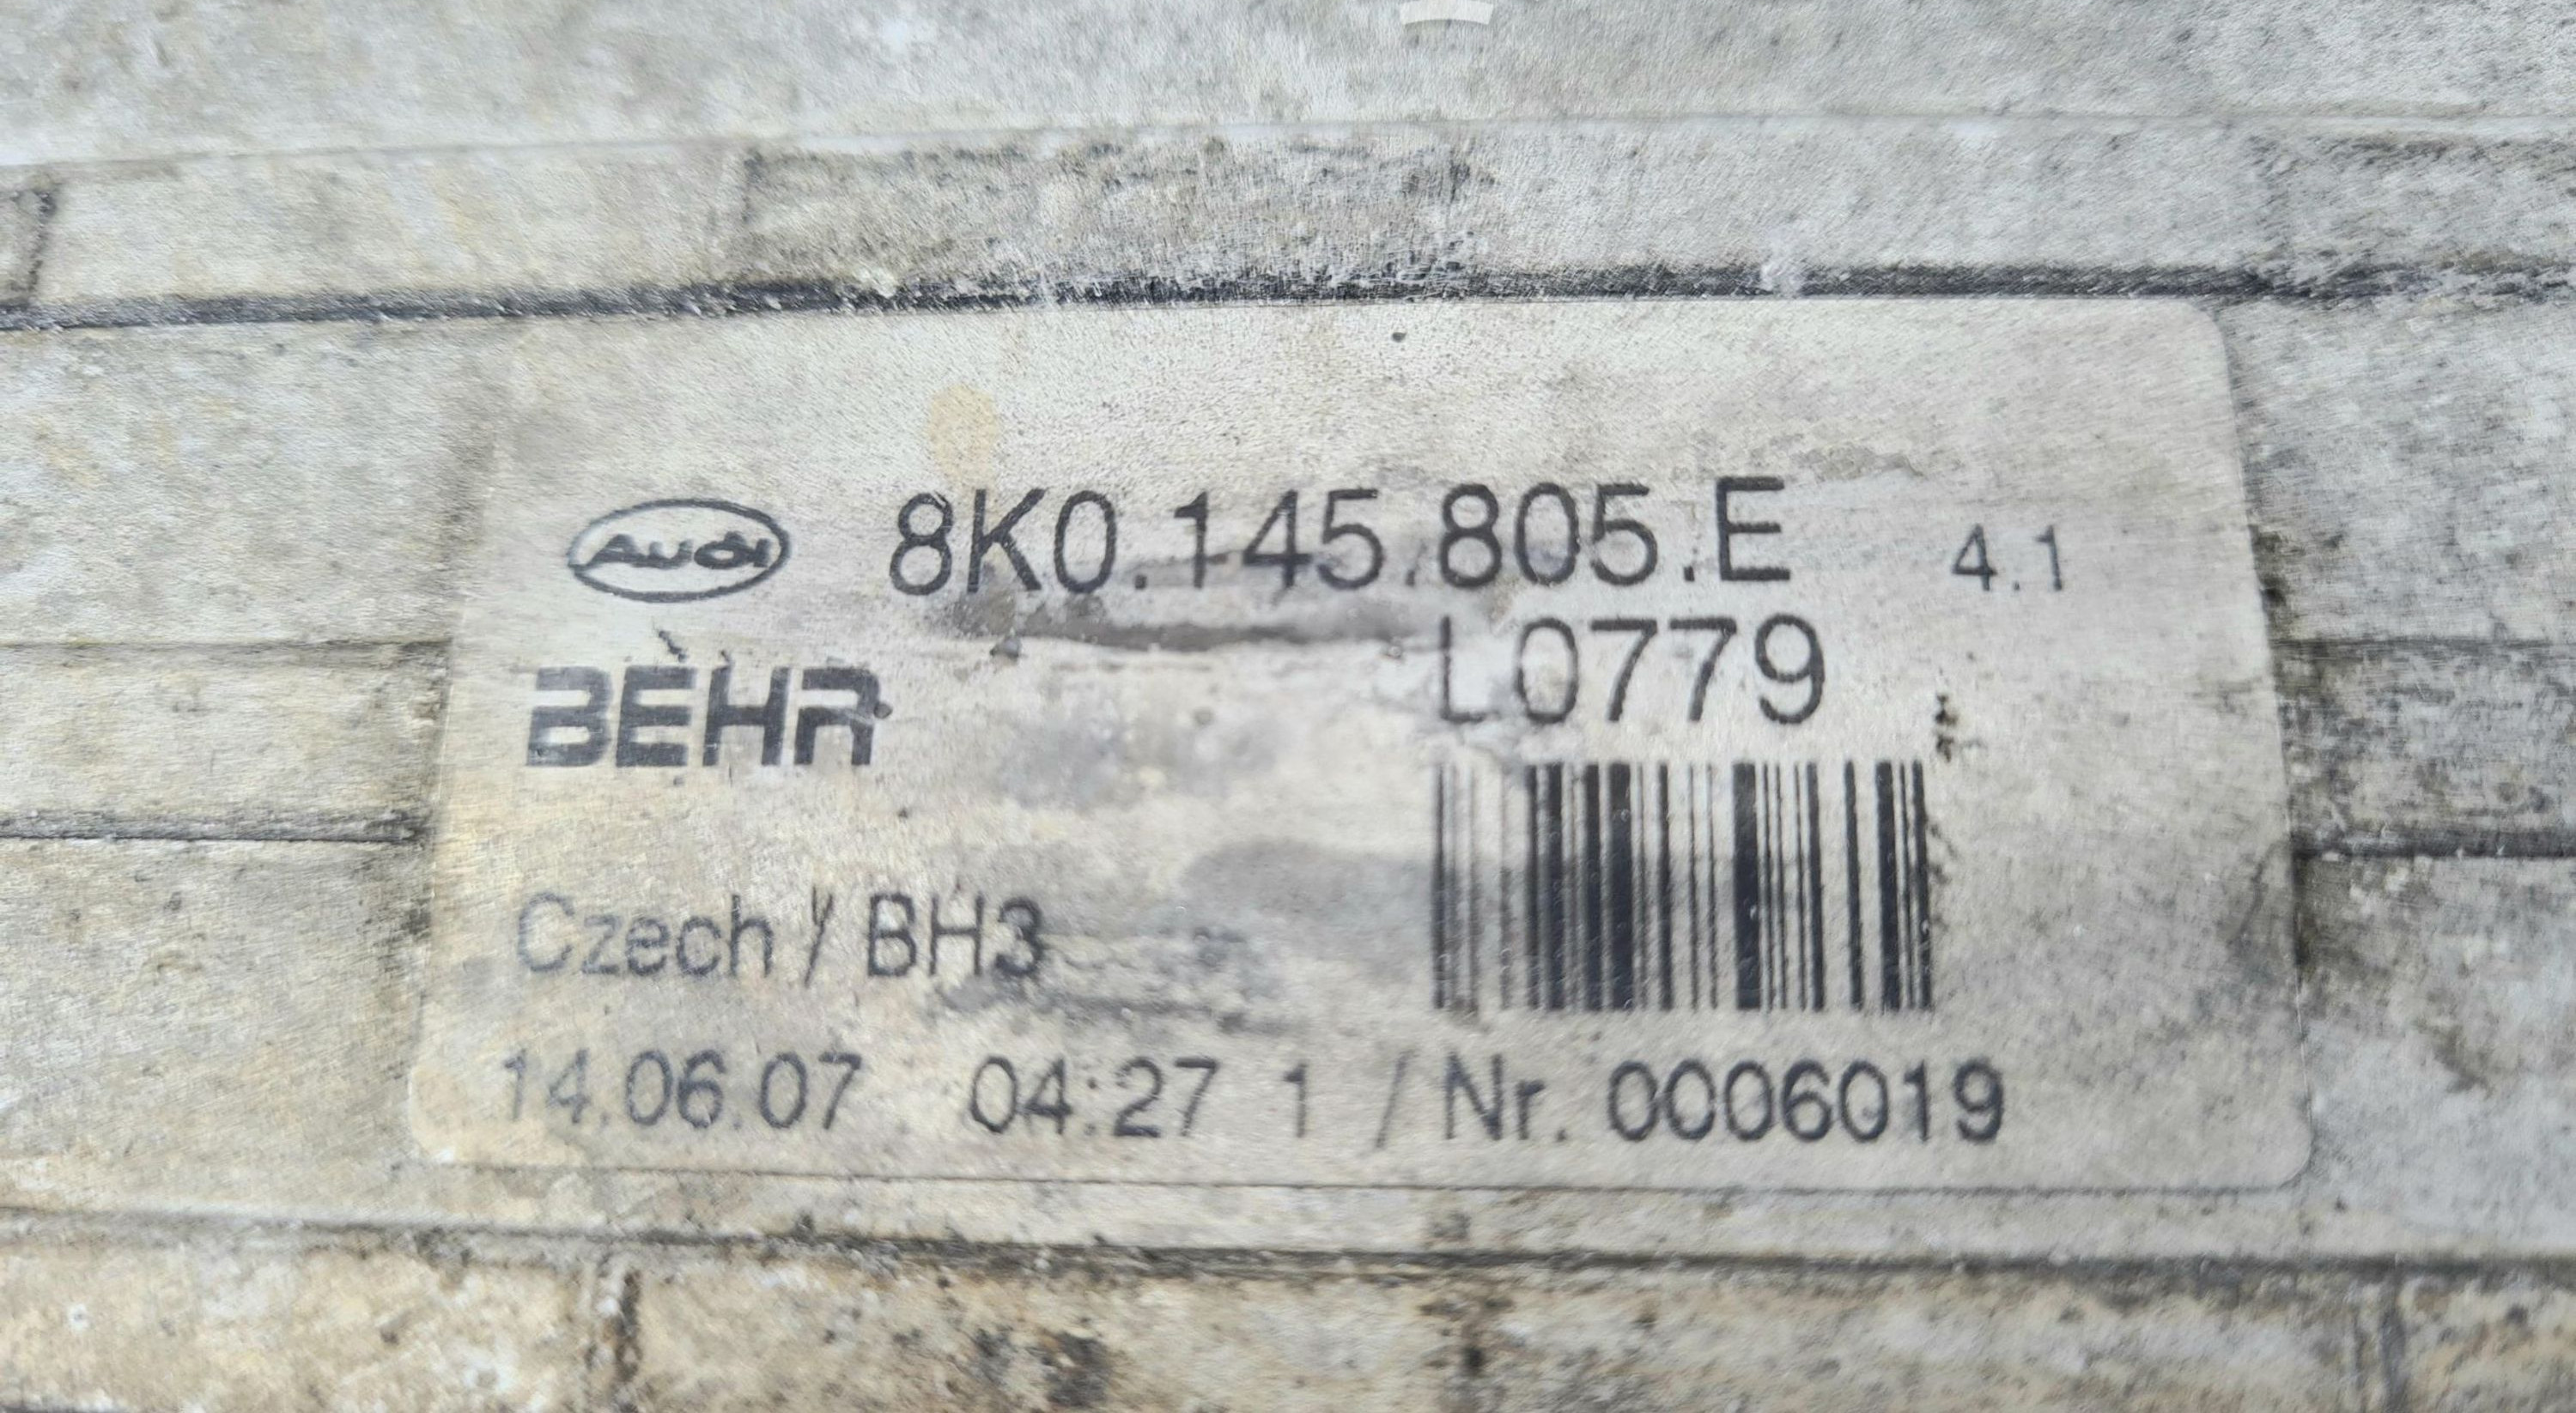 Audi 8K0.145.805.E 4.1
L0779
BEHR
Czech / BH3
14.06.07 04:27 1 / Nr. 0006019